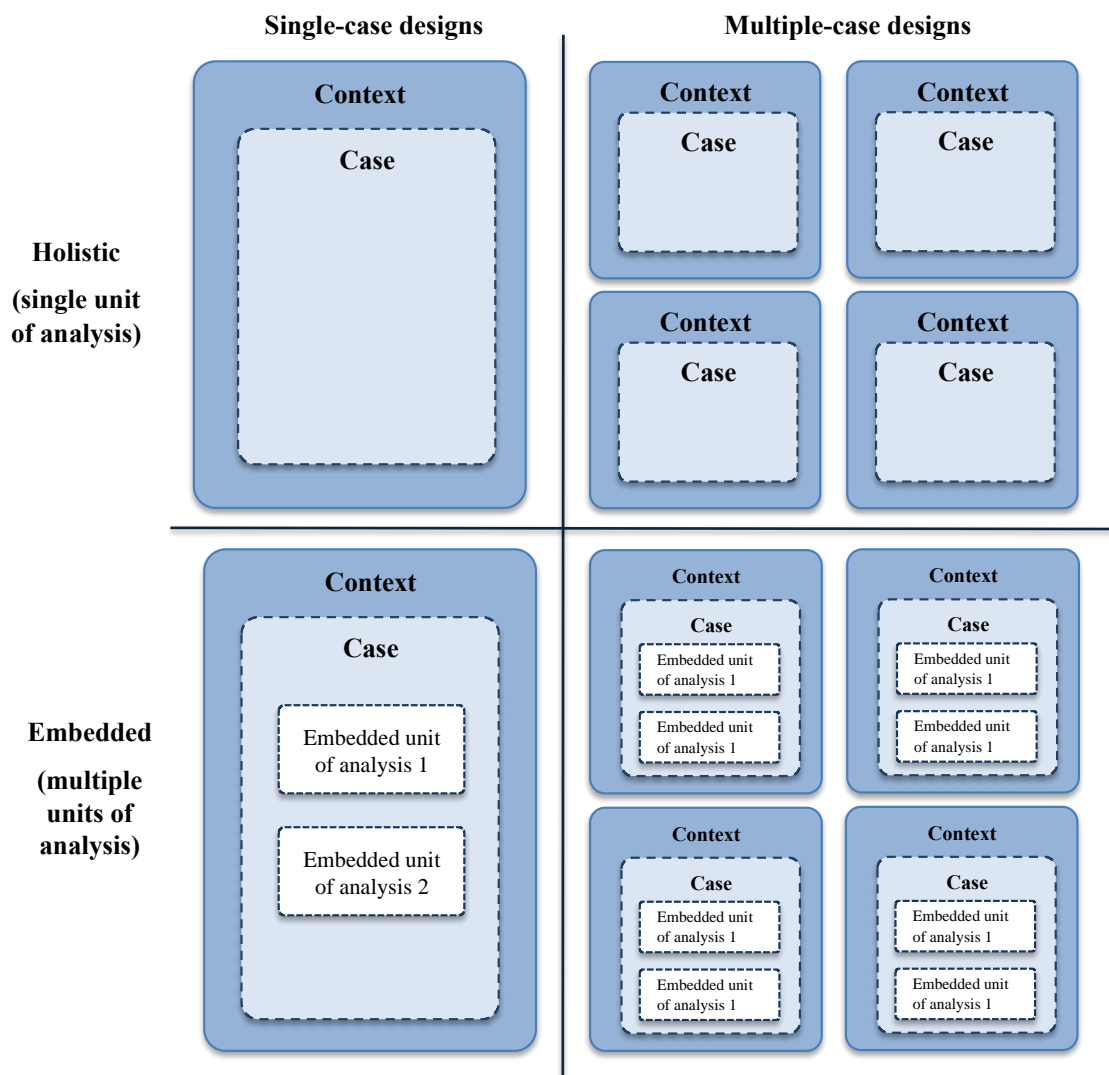 Single-case designs
Multiple-case designs
Holistic
(single unit
of analysis)
Context
Case
Context
Case
Context
Case
Context
Case
Context
Case
Embedded
(multiple
units of
analysis)
Context
Case
Embedded unit
of analysis 1
Embedded unit
of analysis 2
Context
Case
Embedded unit
of analysis 1
Embedded unit
of analysis 1
Context
Case
Embedded unit
of analysis 1
Embedded unit
of analysis 1
Context
Case
Embedded unit
of analysis 1
Embedded unit
of analysis 1
Context
Case
Embedded unit
of analysis 1
Embedded unit
of analysis 1